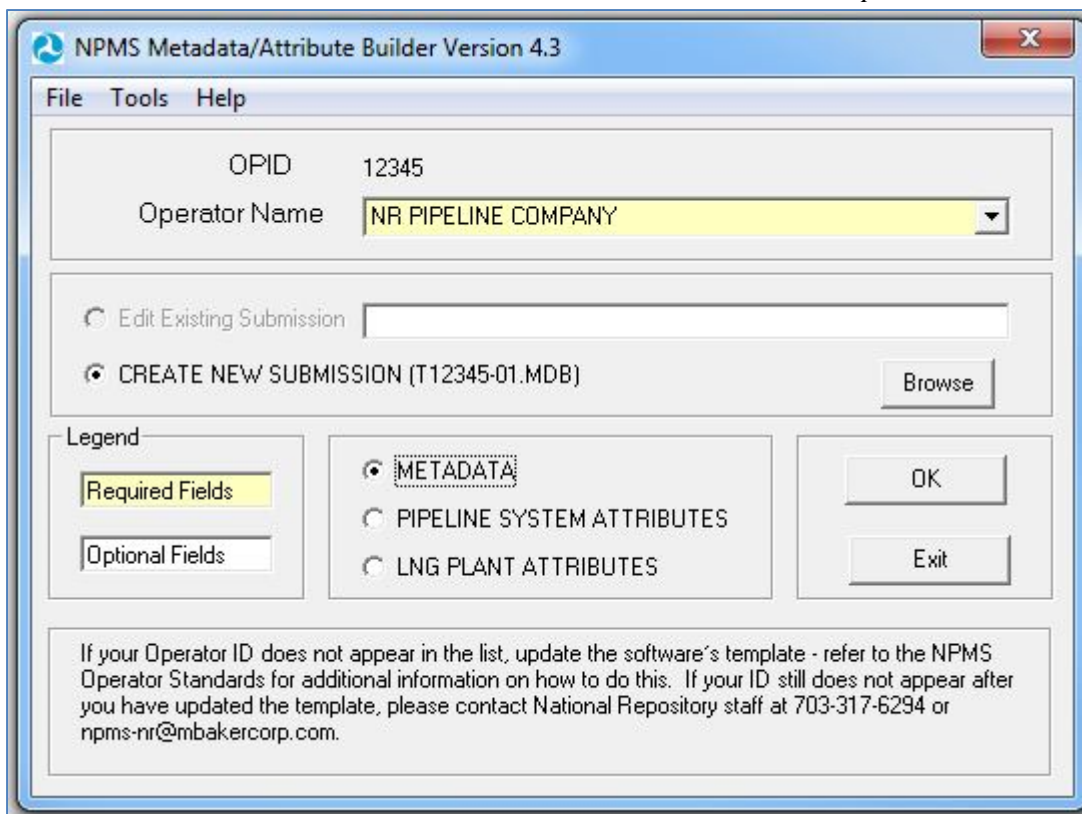 NPMS Metadata/Attribute Builder Version 4.3
File Tools Help
OPID 12345
Operator Name NR PIPELINE COMPANY
Edit Existing Submission
CREATE NEW SUBMISSION (T12345-01.MDB)
Browse
Legend
Required Fields
Optional Fields
METADATA
PIPELINE SYSTEM ATTRIBUTES
LNG PLANT ATTRIBUTES
OK
Exit
If your Operator ID does not appear in the list, update the software's template - refer to the NPMS
Operator Standards for additional information on how to do this. If your ID still does not appear after
you have updated the template, please contact National Repository staff at 703-317-6294 or
npms-nr@mbakercorp.com.